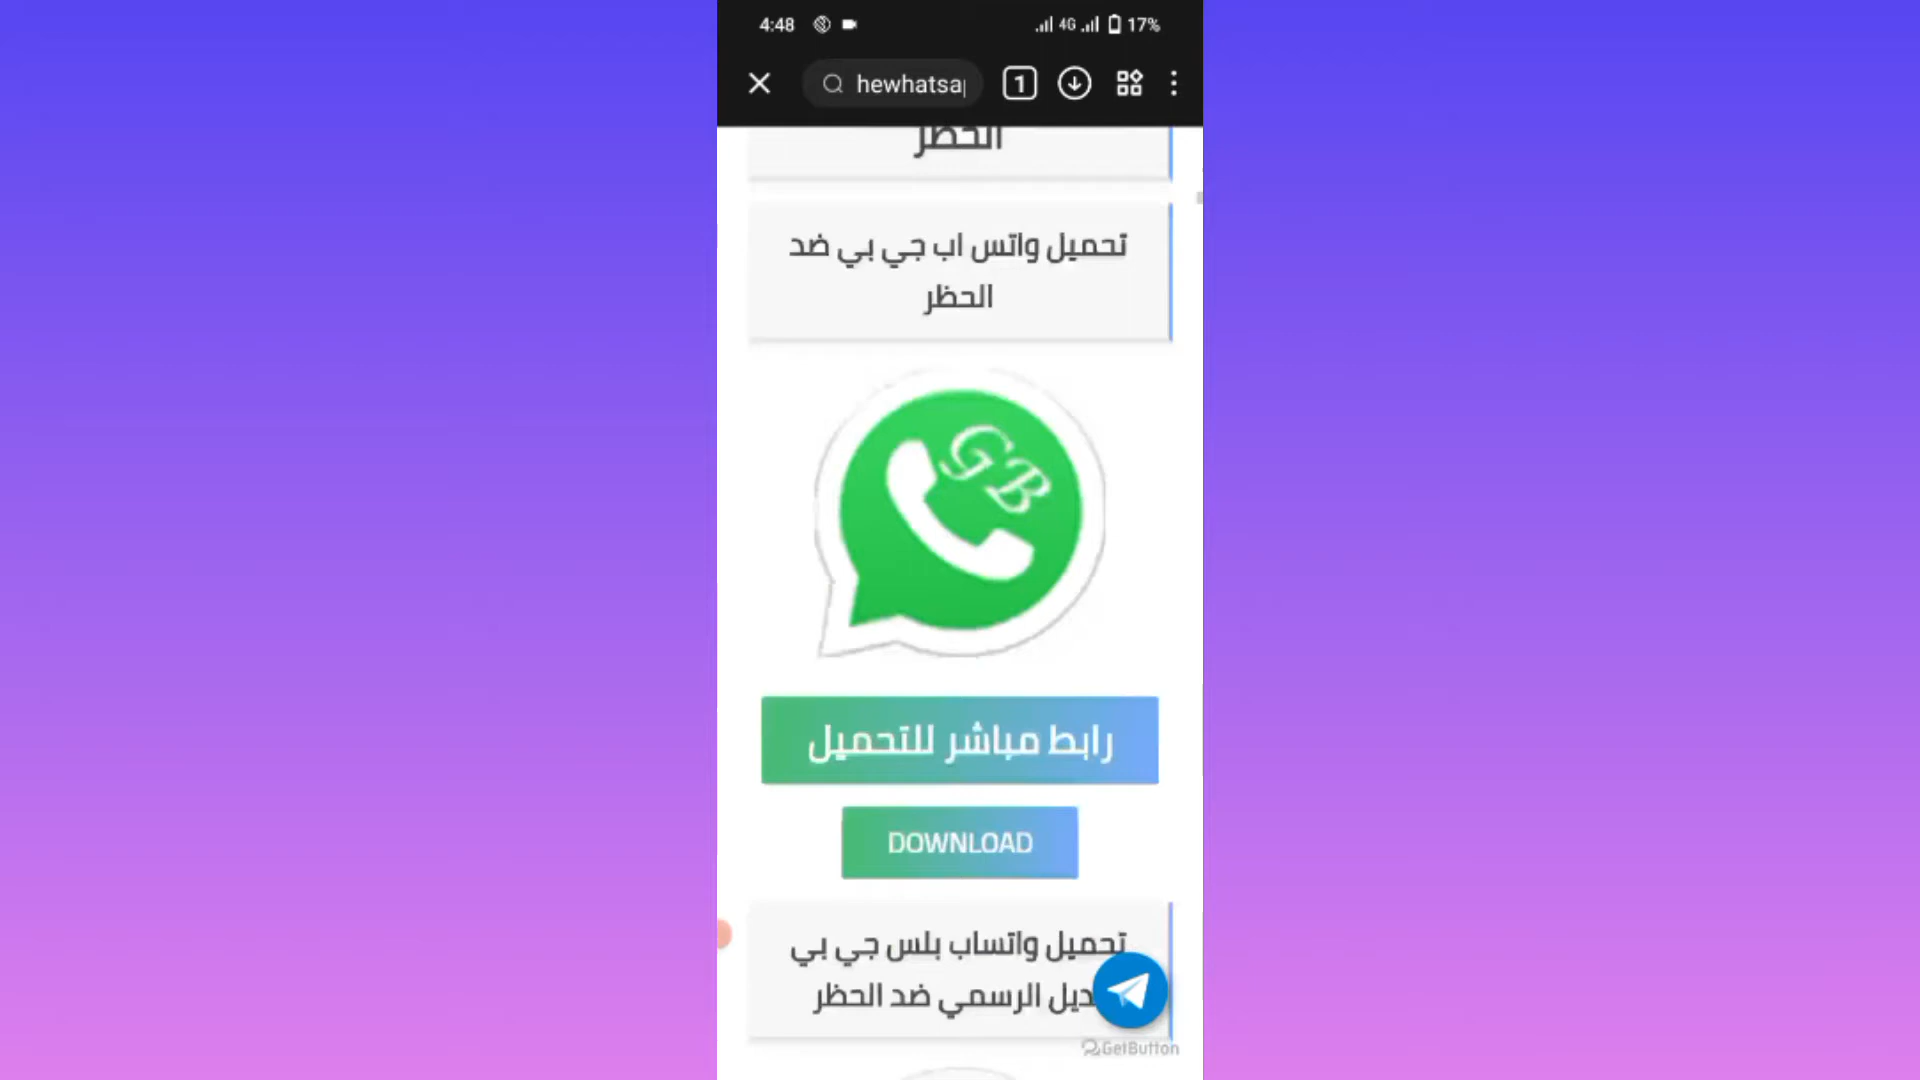 4:48
4G
17%
hewhatsa
1
الحظر
تحميل واتس اب جي بي ضد
الحظر
GB
رابط مباشر للتحميل
DOWNLOAD
تحميل واتساب بلس جي بي
الرسمي ضد الحظر
GetButton